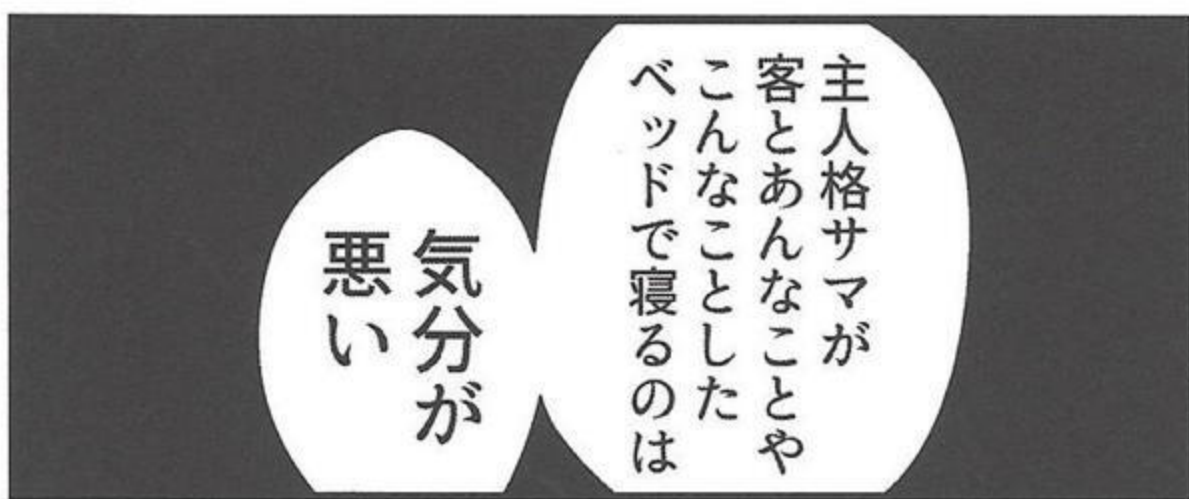 主人格サマが
客とあんなことや
こんなことした
ベッドで寝るのは
気分が
悪い